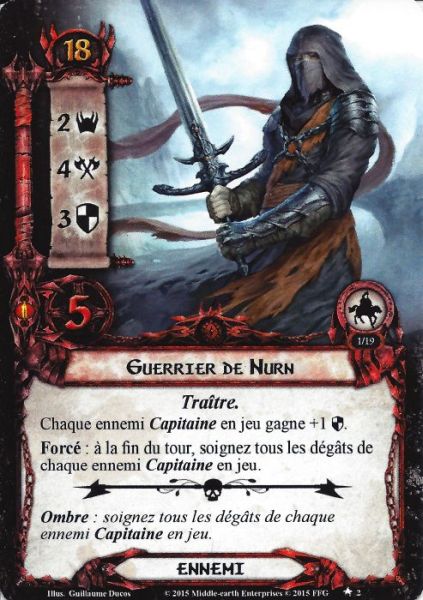 18
2
4
3
5
1/19
GUERRIER DE NURN
Traître.
Chaque ennemi Capitaine en jeu gagne +1 .
Forcé : à la fin du tour, soignez tous les dégâts de
chaque ennemi Capitaine en jeu.
Ombre : soignez tous les dégâts de chaque
ennemi Capitaine en jeu.
ENNEMI
Illus. Guillaume Ducos © 2015 Middle-earth Enterprises © 2015 FFG 2